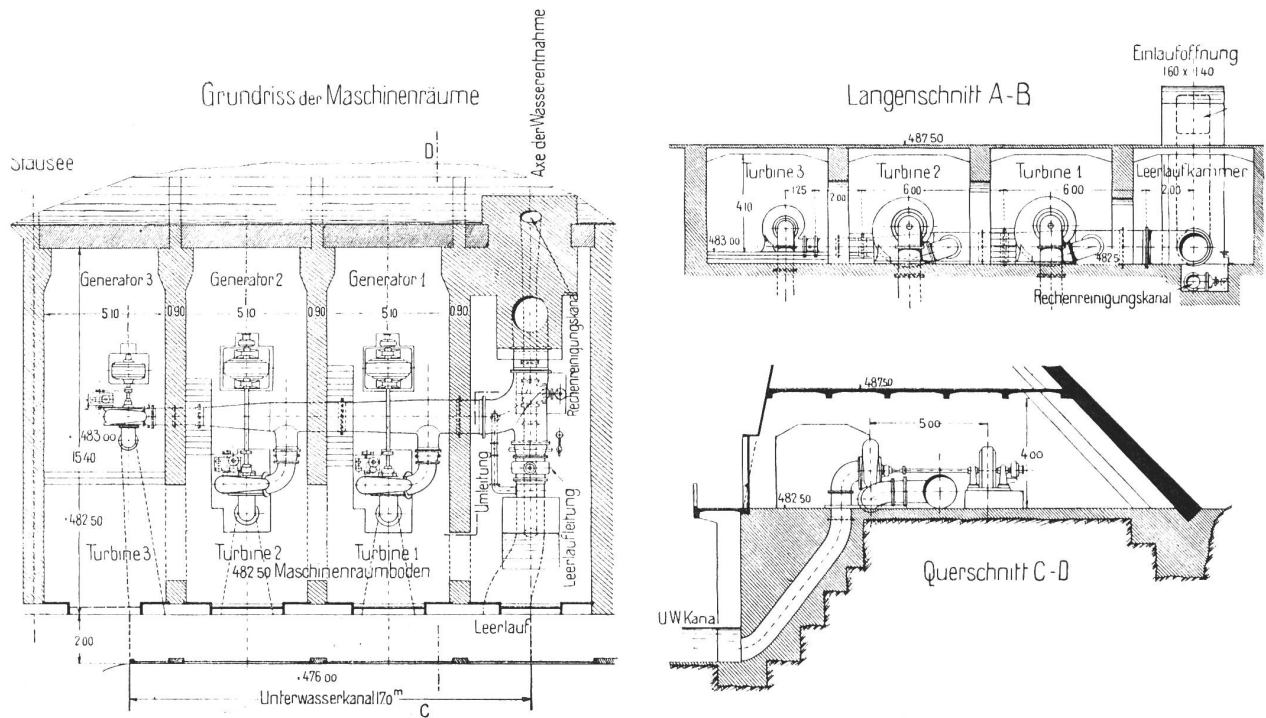 Grundriss der Maschinenräume
D
Axe der Wasserentnahme
Stausee
Generator 3
Generator 2
Generator 1
5.10
0.90
5.10
0.90
5.10
0.90
Rechenreinigungskanal
483 00
15.40
Umleitung
Leerlaufleitung
482.50
Turbine 3
Turbine 2
Turbine 1
482 50 Maschinenraumboden
Leerlauf
2.00
476 00
Unterwasserkanal 170 m
C
Einlauföffnung
160 x 140
Langenschnitt A-B
487.50
Turbine 3
Turbine 2
Turbine 1
Leerlaufkammer
1.25
2.00
6.00
6.00
2.00
4.10
483 00
482.5
Rechenreinigungskanal
487.50
5.00
4.00
482.50
Querschnitt C-D
U.W Kanal